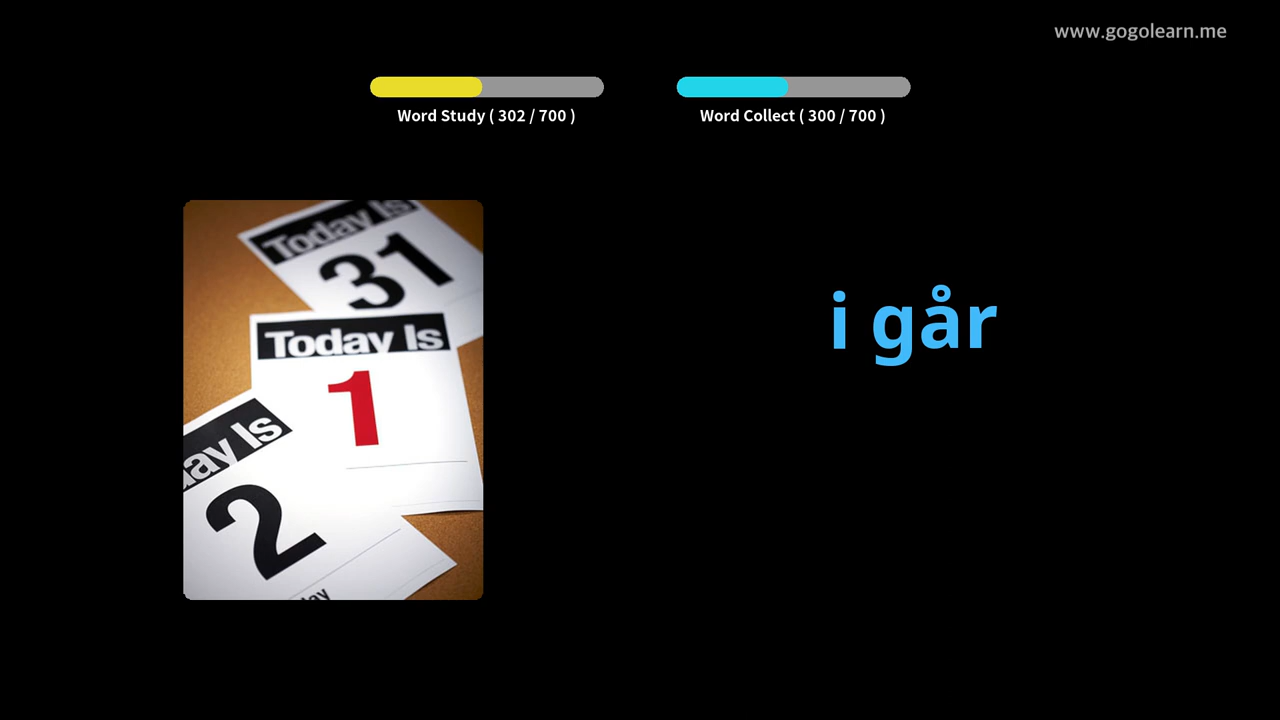 www.gogolearn.me
Word Study ( 302 / 700 )
Word Collect ( 300 / 700 )
Today Is
31
Today Is
1
i går
ay Is
2
ay